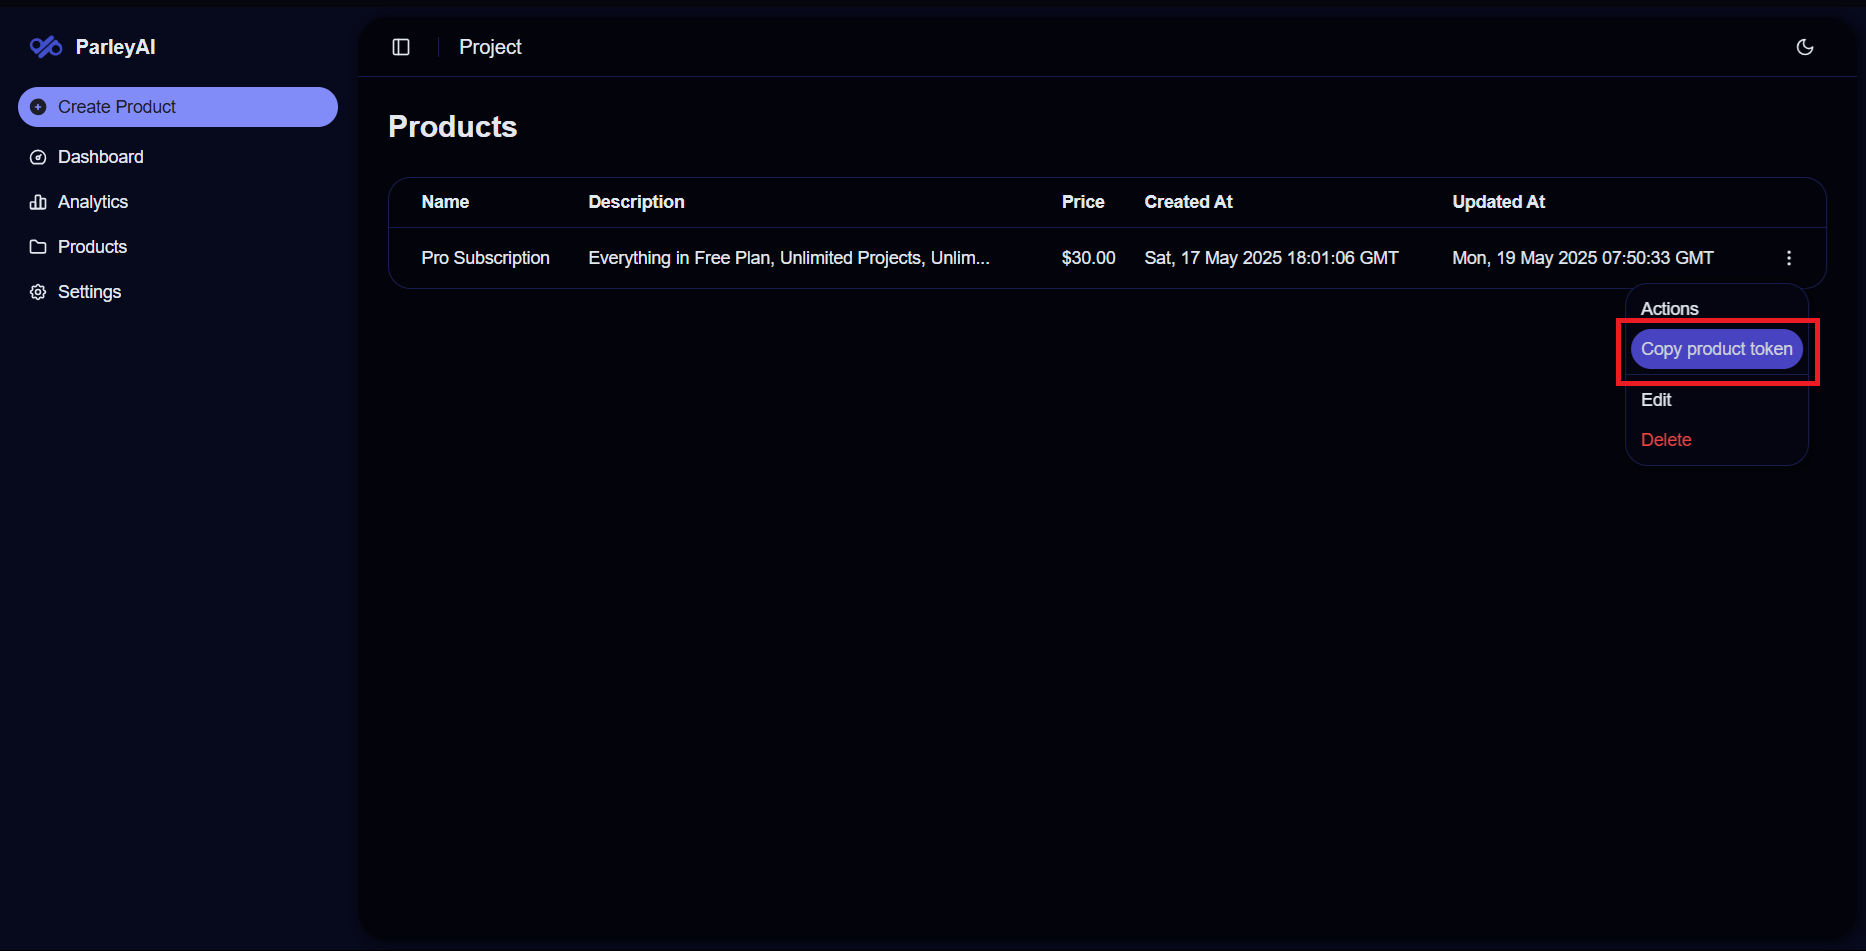 ParleyAI
Create Product
Dashboard
Analytics
Products
Settings
Project
Products
Name Description Price Created At Updated At
Pro Subscription Everything in Free Plan, Unlimited Projects, Unlim... $30.00 Sat, 17 May 2025 18:01:06 GMT Mon, 19 May 2025 07:50:33 GMT
Actions
Copy product token
Edit
Delete